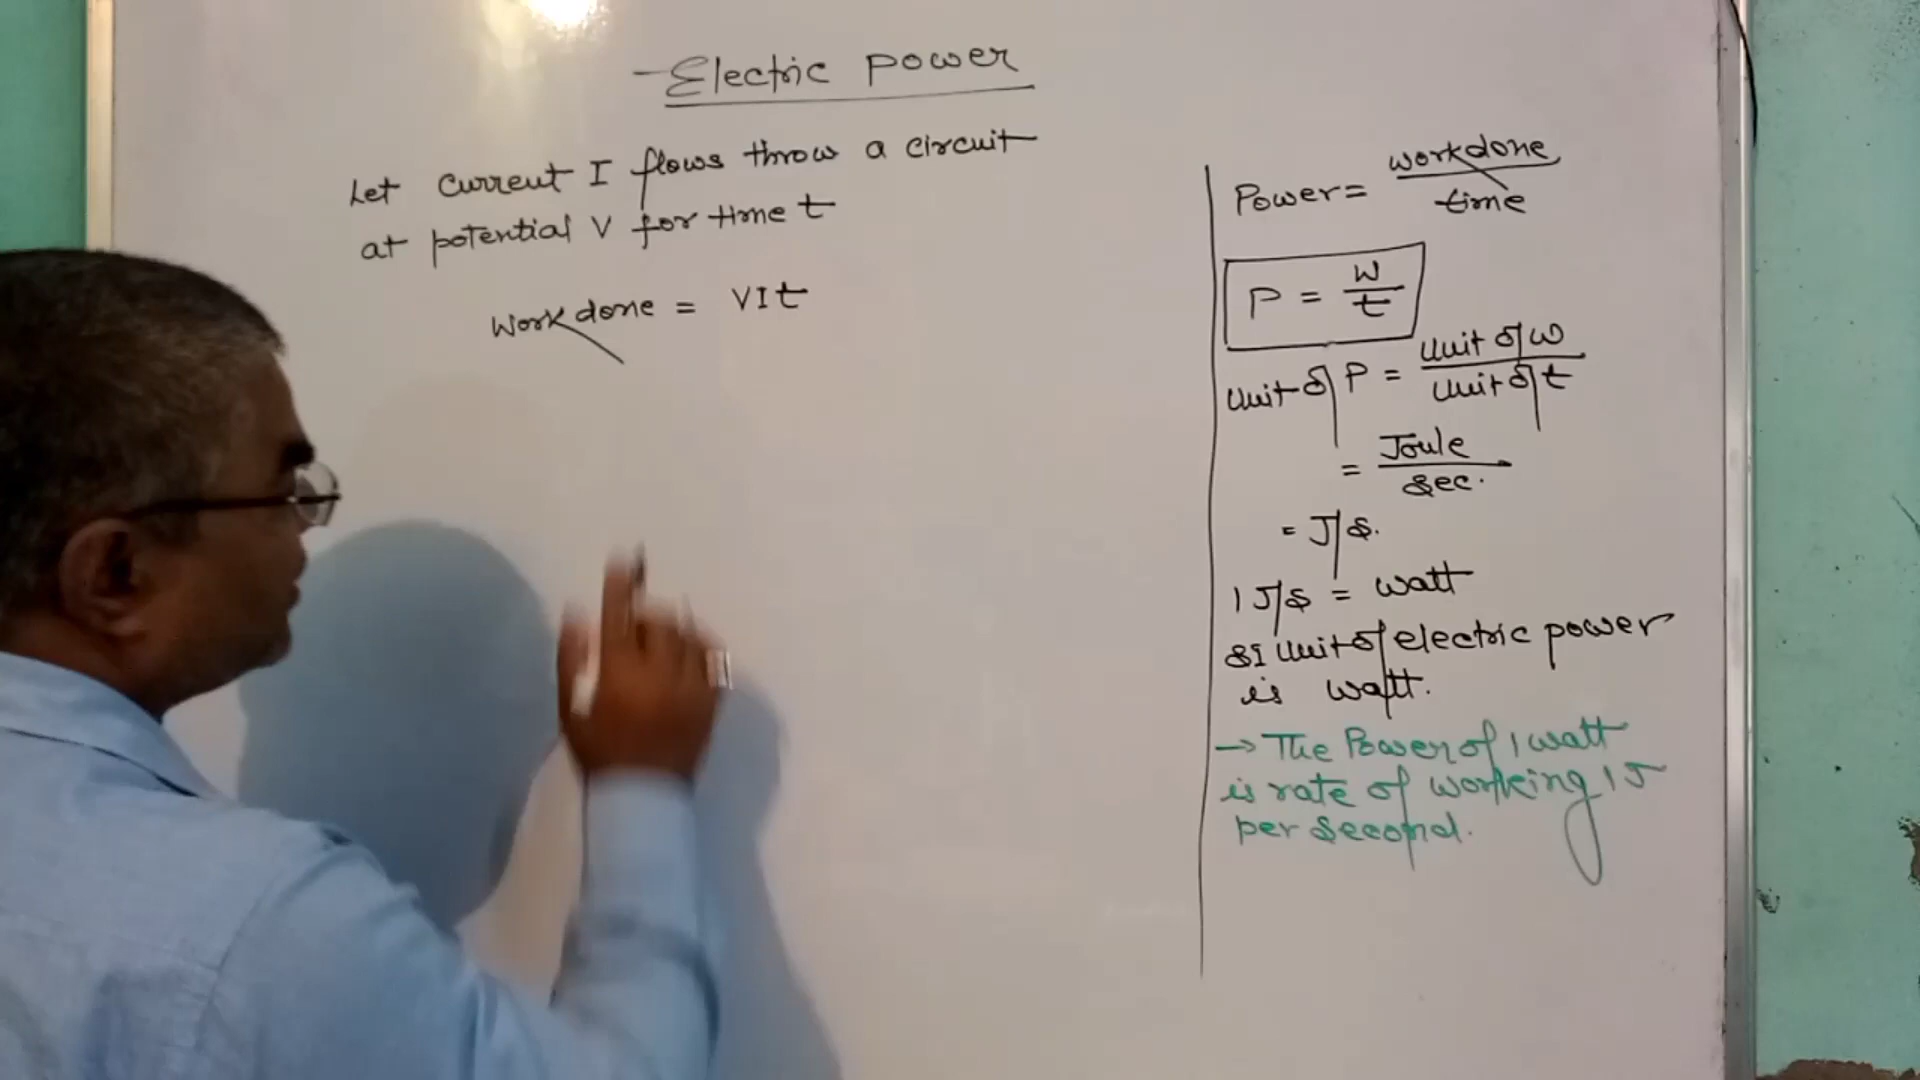 Electric power
Let current I flows throw a circuit
at potential V for time t
Workdone = VIt
Power = workdone / time
P = W / t
Unit of P = Unit of W / Unit of t
= Joule / Sec.
= J/s.
1 J/s = watt
SI Unit of electric power
is watt.
→ The Power of 1 watt
is rate of working 1 J
per second.